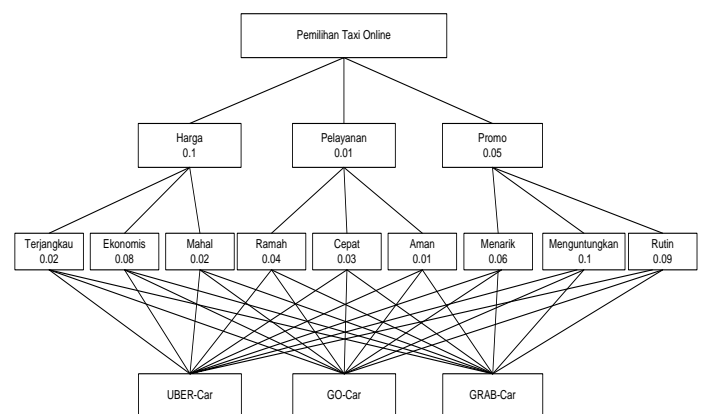 Pemilihan Taxi Online
Harga
0.1
Pelayanan
0.01
Promo
0.05
Terjangkau
0.02
Ekonomis
0.08
Mahal
0.02
Ramah
0.04
Cepat
0.03
Aman
0.01
Menarik
0.06
Menguntungkan
0.1
Rutin
0.09
UBER-Car
GO-Car
GRAB-Car